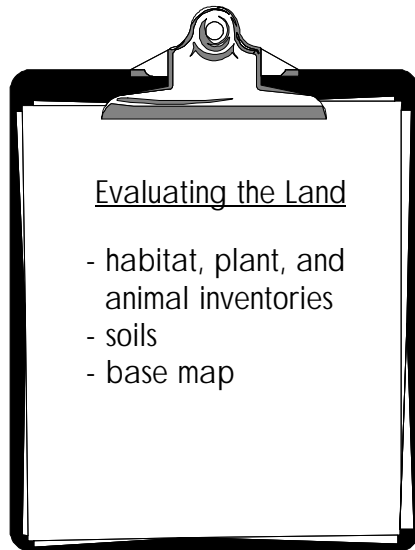 Evaluating the Land
- habitat, plant, and
animal inventories
- soils
- base map